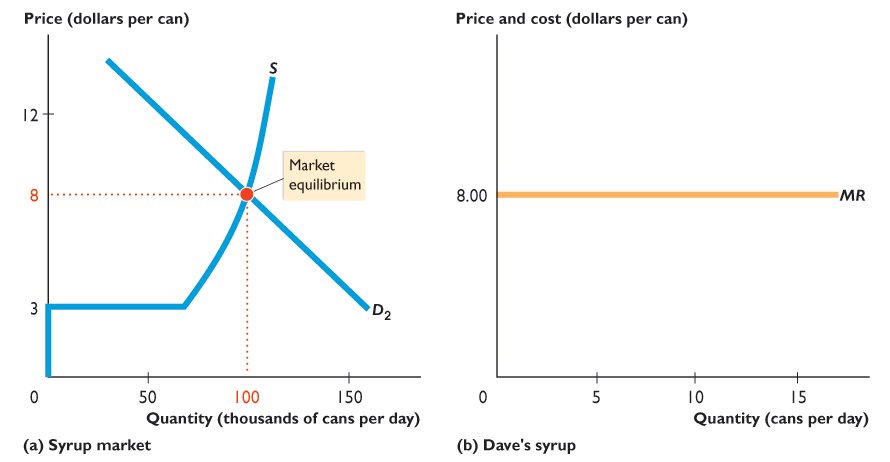 Price (dollars per can)
S
12
Market
equilibrium
8
3
D2
0
50
100
150
Quantity (thousands of cans per day)
(a) Syrup market
Price and cost (dollars per can)
8.00
MR
0
5
10
15
Quantity (cans per day)
(b) Dave's syrup